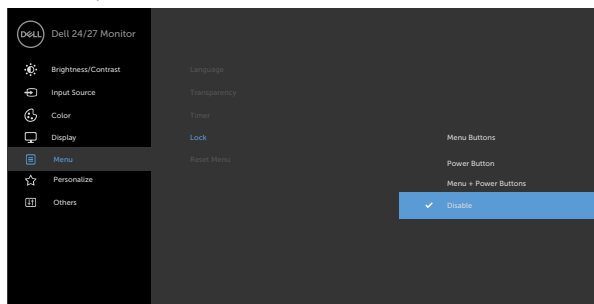 DELL Dell 24/27 Monitor
Brightness/Contrast
Language
Input Source
Transparency
Color
Timer
Display
Lock
Menu Buttons
Menu
Reset Menu
Power Button
Personalize
Menu + Power Buttons
Others
Disable